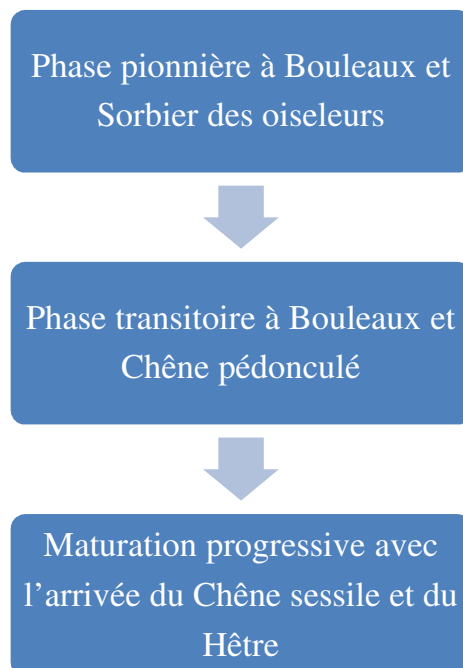 Phase pionnière à Bouleaux et
Sorbier des oiseleurs
Phase transitoire à Bouleaux et
Chêne pédonculé
Maturation progressive avec
l’arrivée du Chêne sessile et du
Hêtre